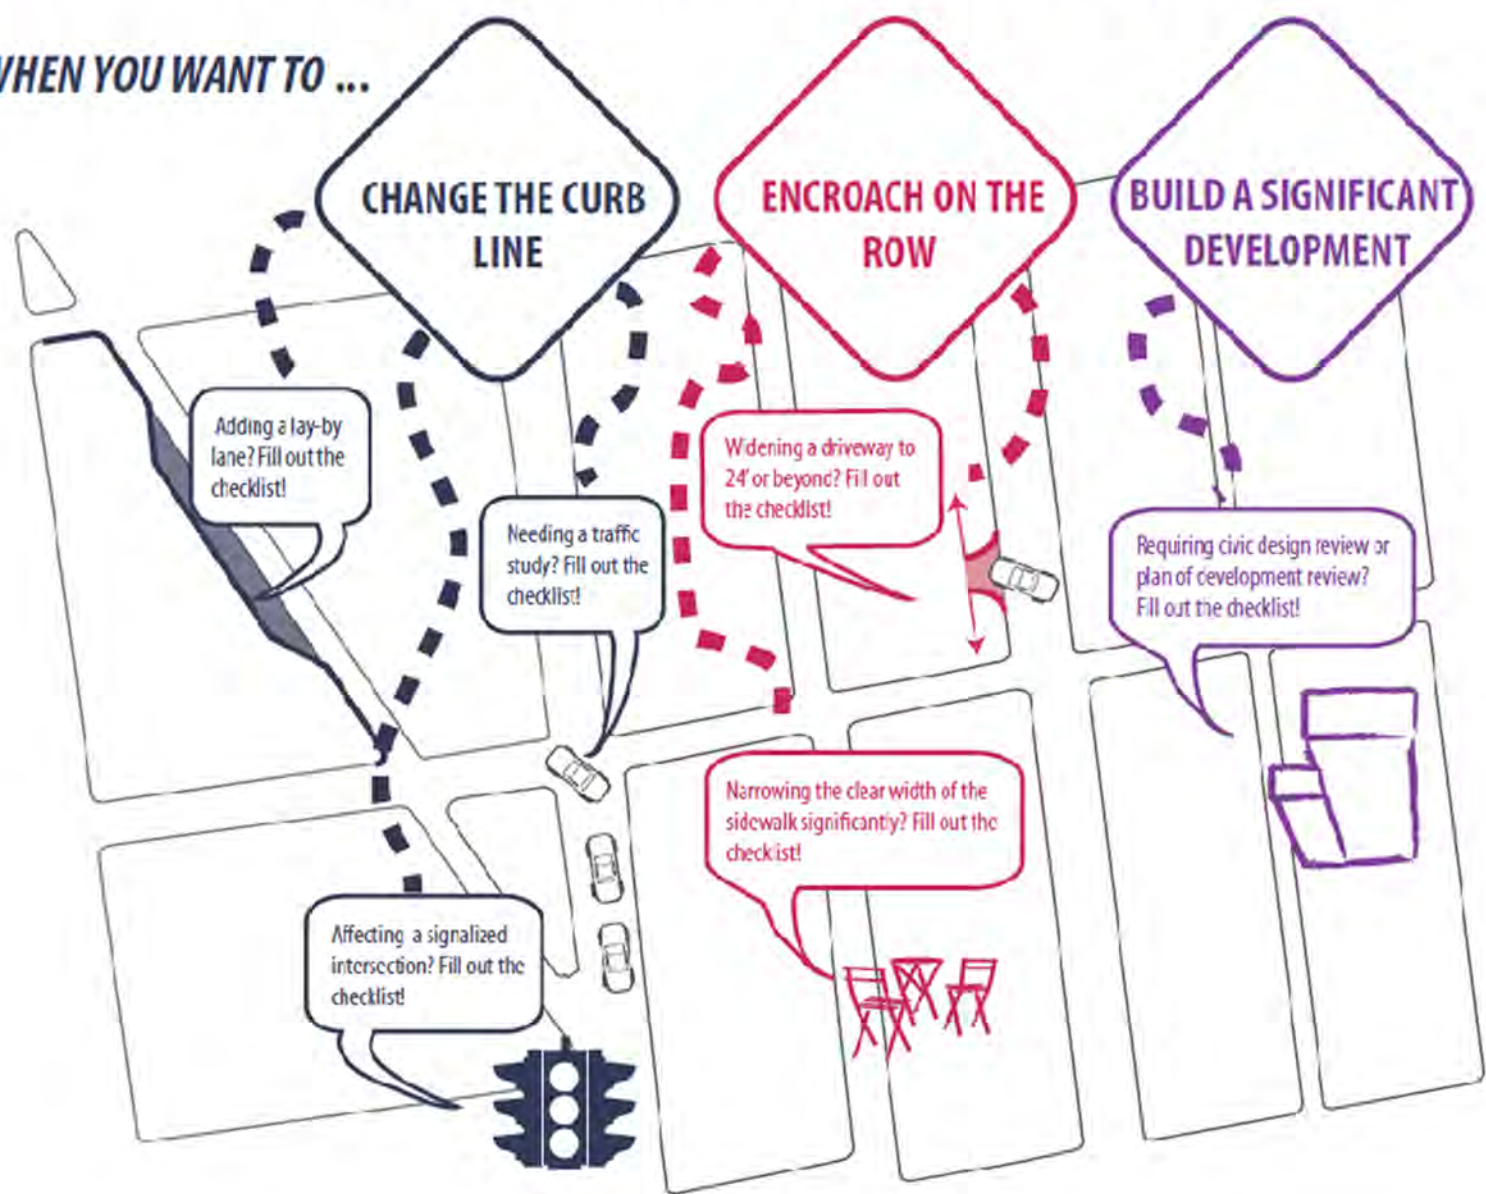 WHEN YOU WANT TO ...
CHANGE THE CURB
LINE
ENCROACH ON THE
ROW
BUILD A SIGNIFICANT
DEVELOPMENT
Adding a lay-by
lane? Fill out the
checklist!
Needing a traffic
study? Fill out the
checklist!
Affecting a signalized
intersection? Fill out the
checklist!
Widening a driveway to
24' or beyond? Fill out
the checklist!
Narrowing the clear width of the
sidewalk significantly? Fill out the
checklist!
Requiring civic design review or
plan of development review?
Fill out the checklist!